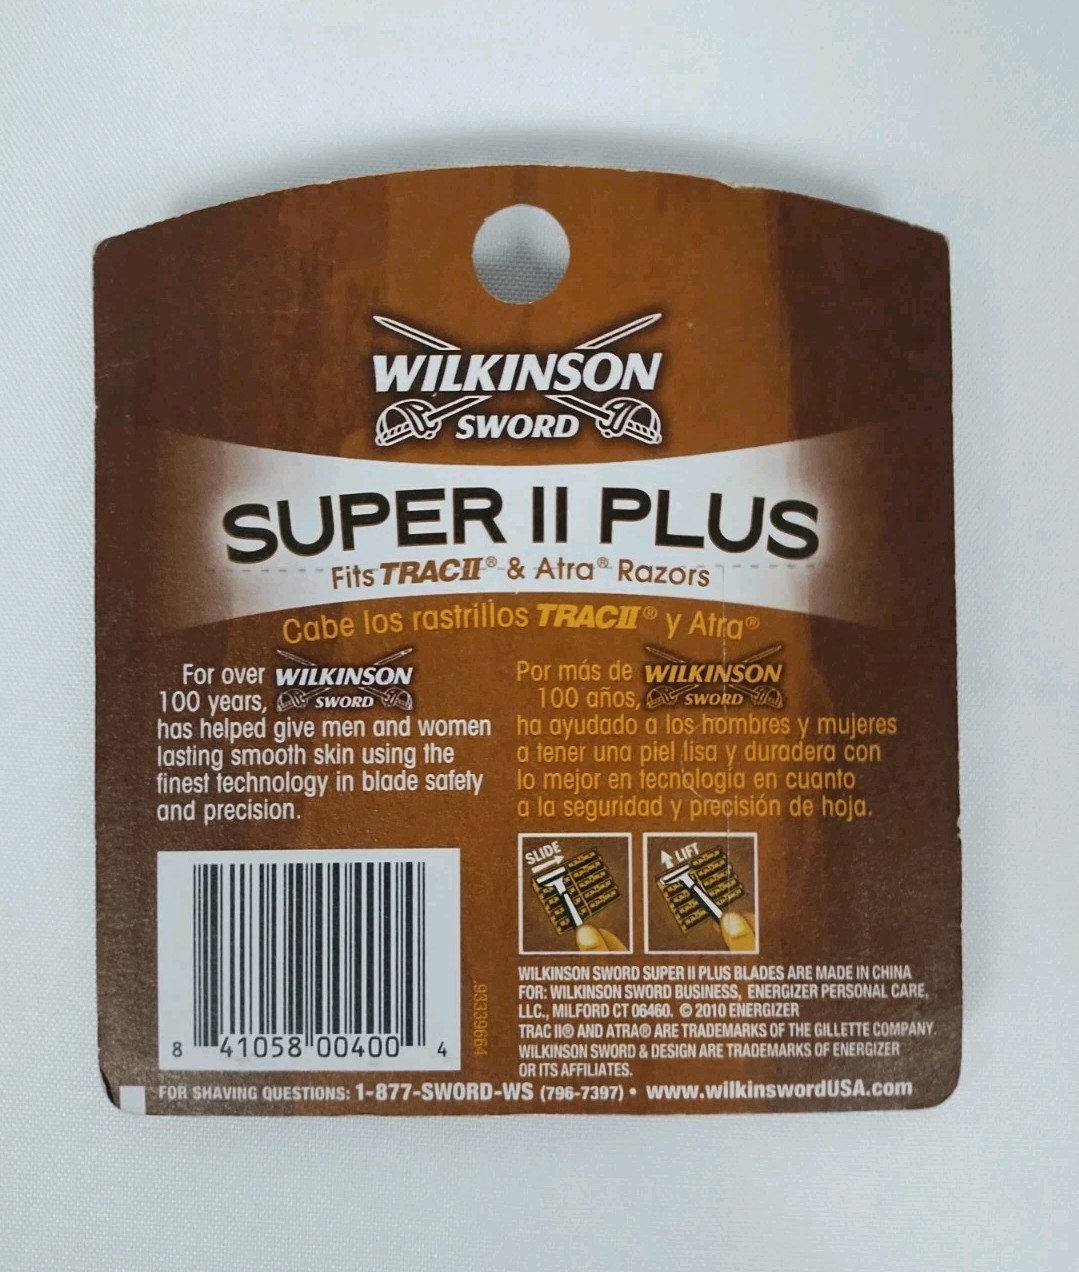 WILKINSON
SWORD
SUPER II PLUS
Fits TRAC II® & Atra® Razors
Cabe los rastrillos TRAC II® y Atra®
For over WILKINSON
100 years, SWORD
has helped give men and women
lasting smooth skin using the
finest technology in blade safety
and precision.
Por más de WILKINSON
100 años, SWORD
ha ayudado a los hombres y mujeres
a tener una piel lisa y duradera con
lo mejor en tecnología en cuanto
a la seguridad y precisión de hoja.
SLIDE
LIFT
8 41058 00400 4
93339664
WILKINSON SWORD SUPER II PLUS BLADES ARE MADE IN CHINA
FOR: WILKINSON SWORD BUSINESS, ENERGIZER PERSONAL CARE,
LLC., MILFORD CT 06460. © 2010 ENERGIZER
TRAC II® AND ATRA® ARE TRADEMARKS OF THE GILLETTE COMPANY.
WILKINSON SWORD & DESIGN ARE TRADEMARKS OF ENERGIZER
OR ITS AFFILIATES.
FOR SHAVING QUESTIONS: 1-877-SWORD-WS (796-7397) • www.wilkinswordUSA.com